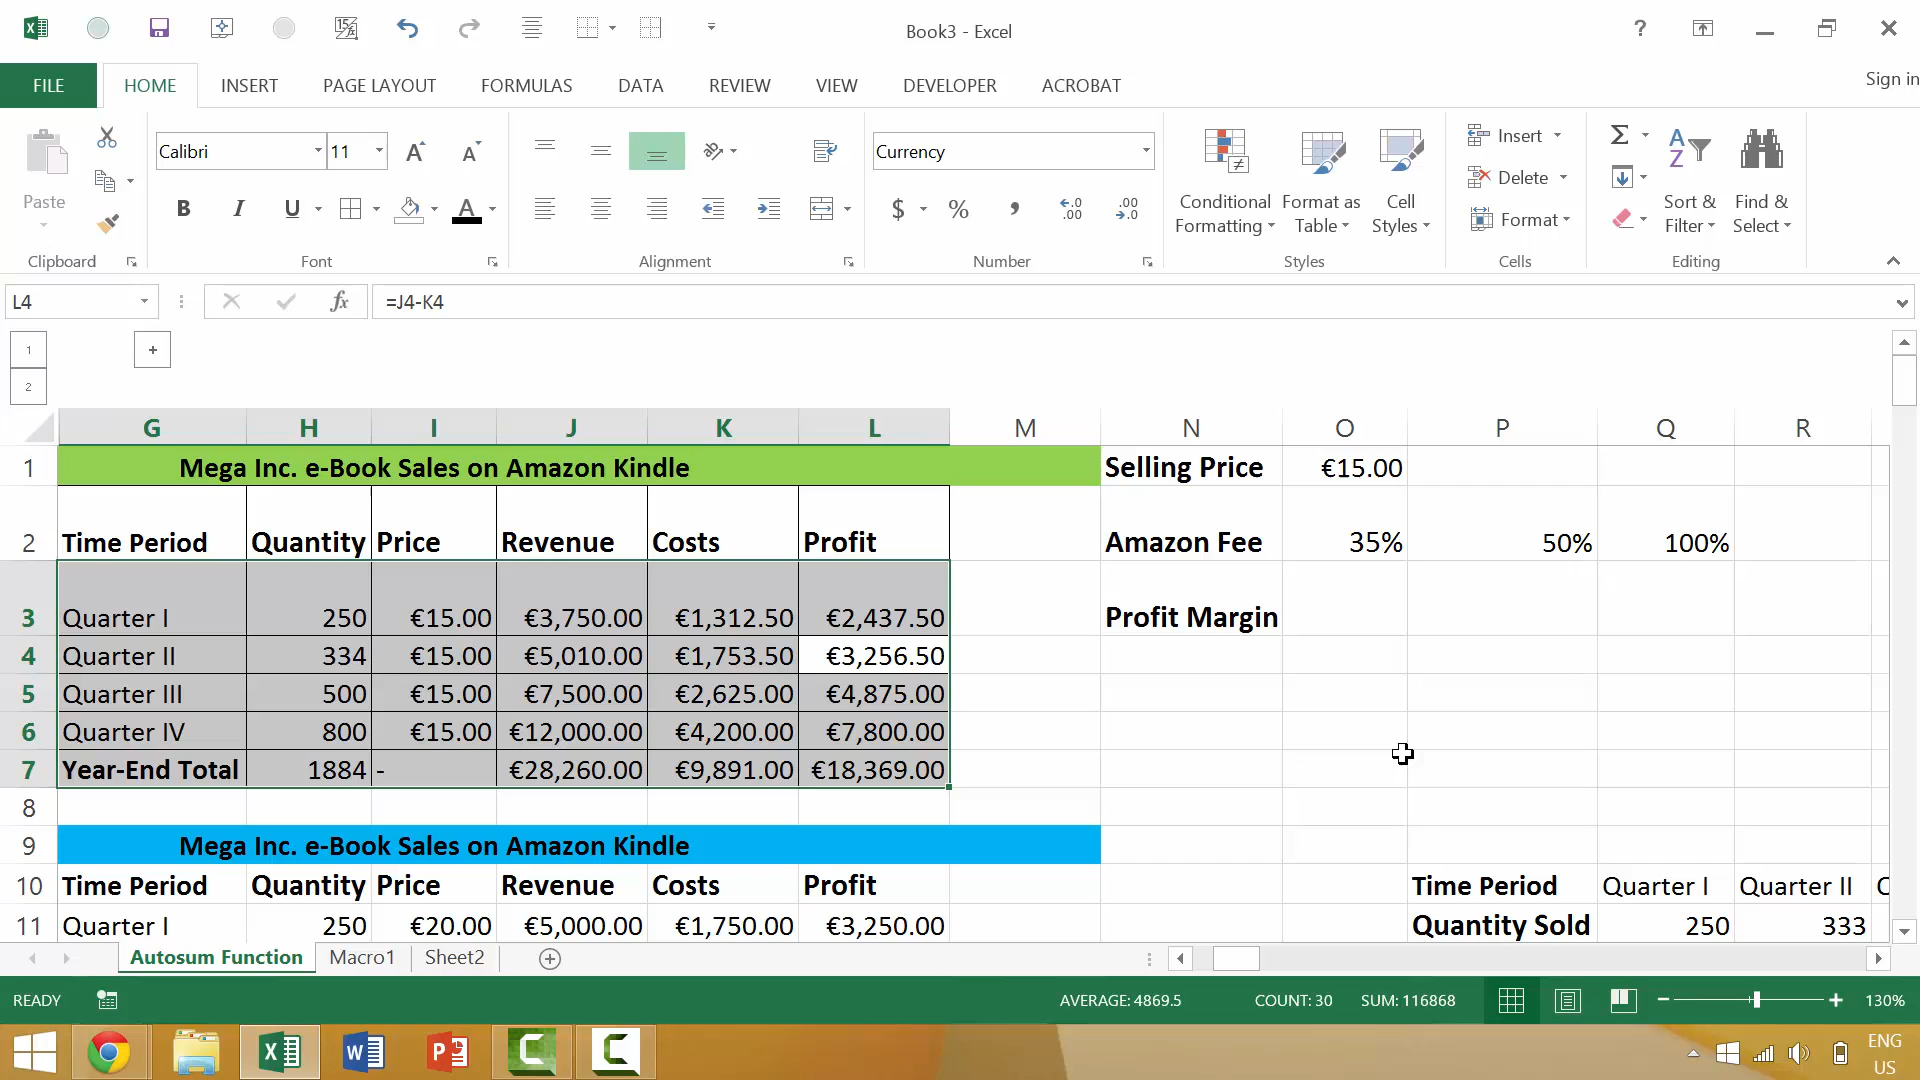 Book3 - Excel
?
FILE HOME INSERT PAGE LAYOUT FORMULAS DATA REVIEW VIEW DEVELOPER ACROBAT Sign in
Paste Calibri 11 Currency
Conditional Formatting Format as Table Cell Styles
Insert
Delete
Format
Sort & Filter Find & Select
Clipboard Font Alignment Number Styles Cells Editing
L4 fx =J4-K4
1 +
2
G H I J K L M N O P Q R
1 Mega Inc. e-Book Sales on Amazon Kindle Selling Price €15.00
2 Time Period Quantity Price Revenue Costs Profit Amazon Fee 35% 50% 100%
3 Quarter I 250 €15.00 €3,750.00 €1,312.50 €2,437.50 Profit Margin
4 Quarter II 334 €15.00 €5,010.00 €1,753.50 €3,256.50
5 Quarter III 500 €15.00 €7,500.00 €2,625.00 €4,875.00
6 Quarter IV 800 €15.00 €12,000.00 €4,200.00 €7,800.00
7 Year-End Total 1884 - €28,260.00 €9,891.00 €18,369.00
8
9 Mega Inc. e-Book Sales on Amazon Kindle
10 Time Period Quantity Price Revenue Costs Profit Time Period Quarter I Quarter II
11 Quarter I 250 €20.00 €5,000.00 €1,750.00 €3,250.00 Quantity Sold 250 333
Autosum Function Macro1 Sheet2
READY AVERAGE: 4869.5 COUNT: 30 SUM: 116868 130%
ENG
US